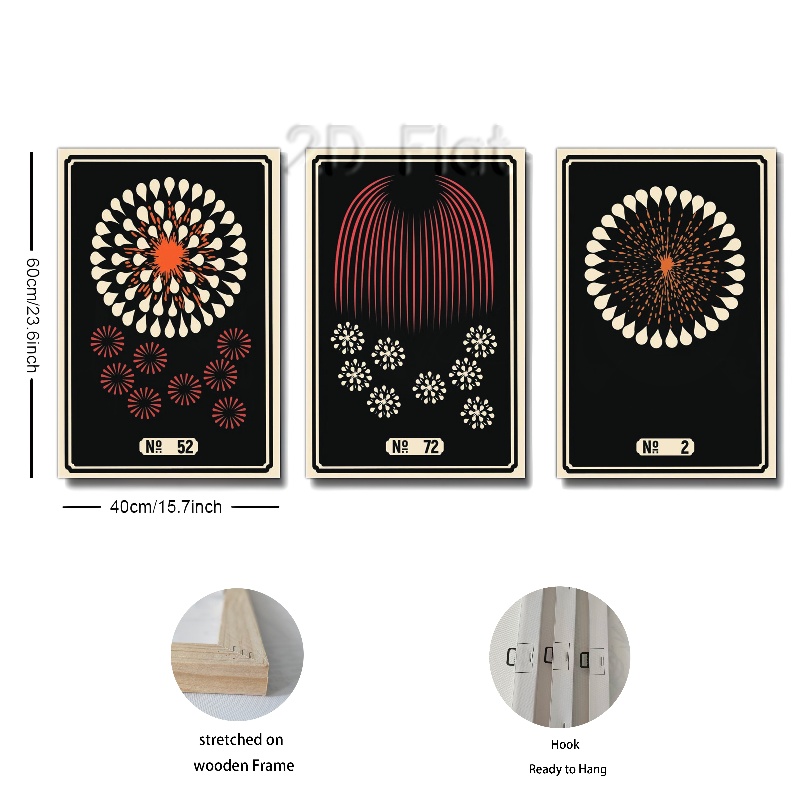 2D Flat
60cm/23.6inch
№ 52
№ 72
№ 2
40cm/15.7inch
stretched on
wooden Frame
Hook
Ready to Hang